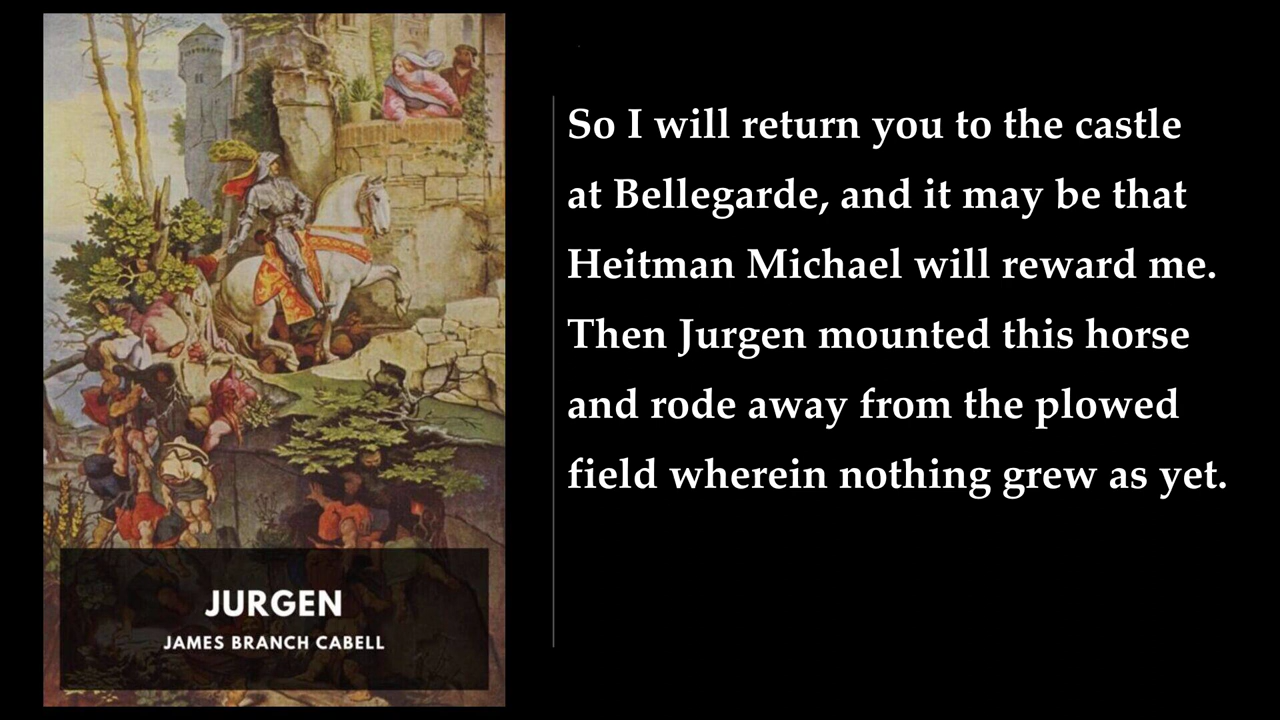 So I will return you to the castle
at Bellegarde, and it may be that
Heitman Michael will reward me.
Then Jurgen mounted this horse
and rode away from the plowed
field wherein nothing grew as yet.
JURGEN
JAMES BRANCH CABELL